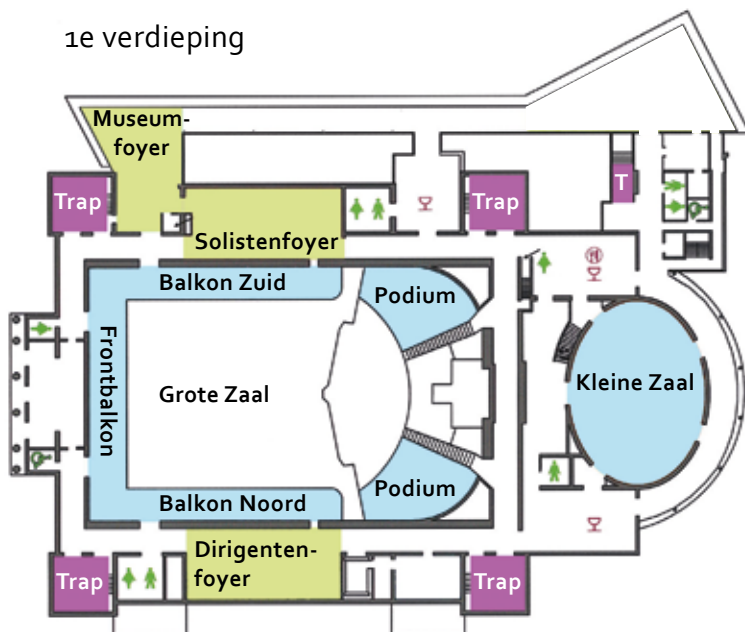 1e verdieping
Museum-
foyer
Trap
Trap
T
Solistenfoyer
Balkon Zuid
Podium
Frontbalkon
Grote Zaal
Kleine Zaal
Podium
Balkon Noord
Dirigenten-
foyer
Trap
Trap